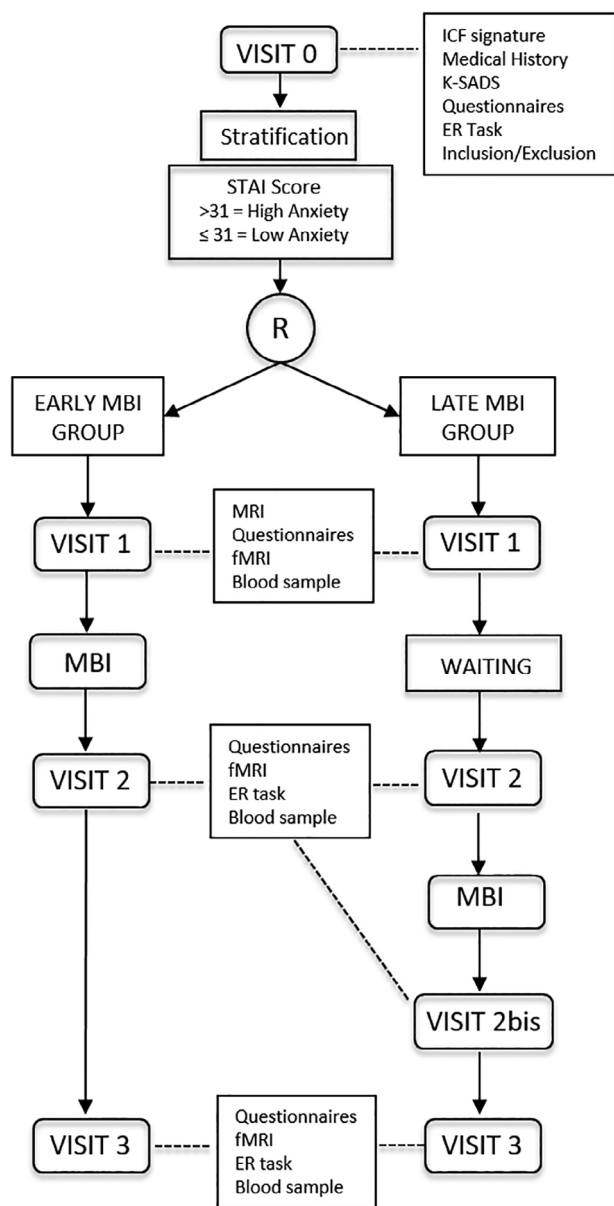 VISIT 0
ICF signature
Medical History
K-SADS
Questionnaires
ER Task
Inclusion/Exclusion
Stratification
STAI Score
>31 = High Anxiety
≤ 31 = Low Anxiety
R
EARLY MBI
GROUP
LATE MBI
GROUP
VISIT 1
MRI
Questionnaires
fMRI
Blood sample
VISIT 1
MBI
WAITING
VISIT 2
Questionnaires
fMRI
ER task
Blood sample
VISIT 2
MBI
VISIT 2bis
VISIT 3
Questionnaires
fMRI
ER task
Blood sample
VISIT 3